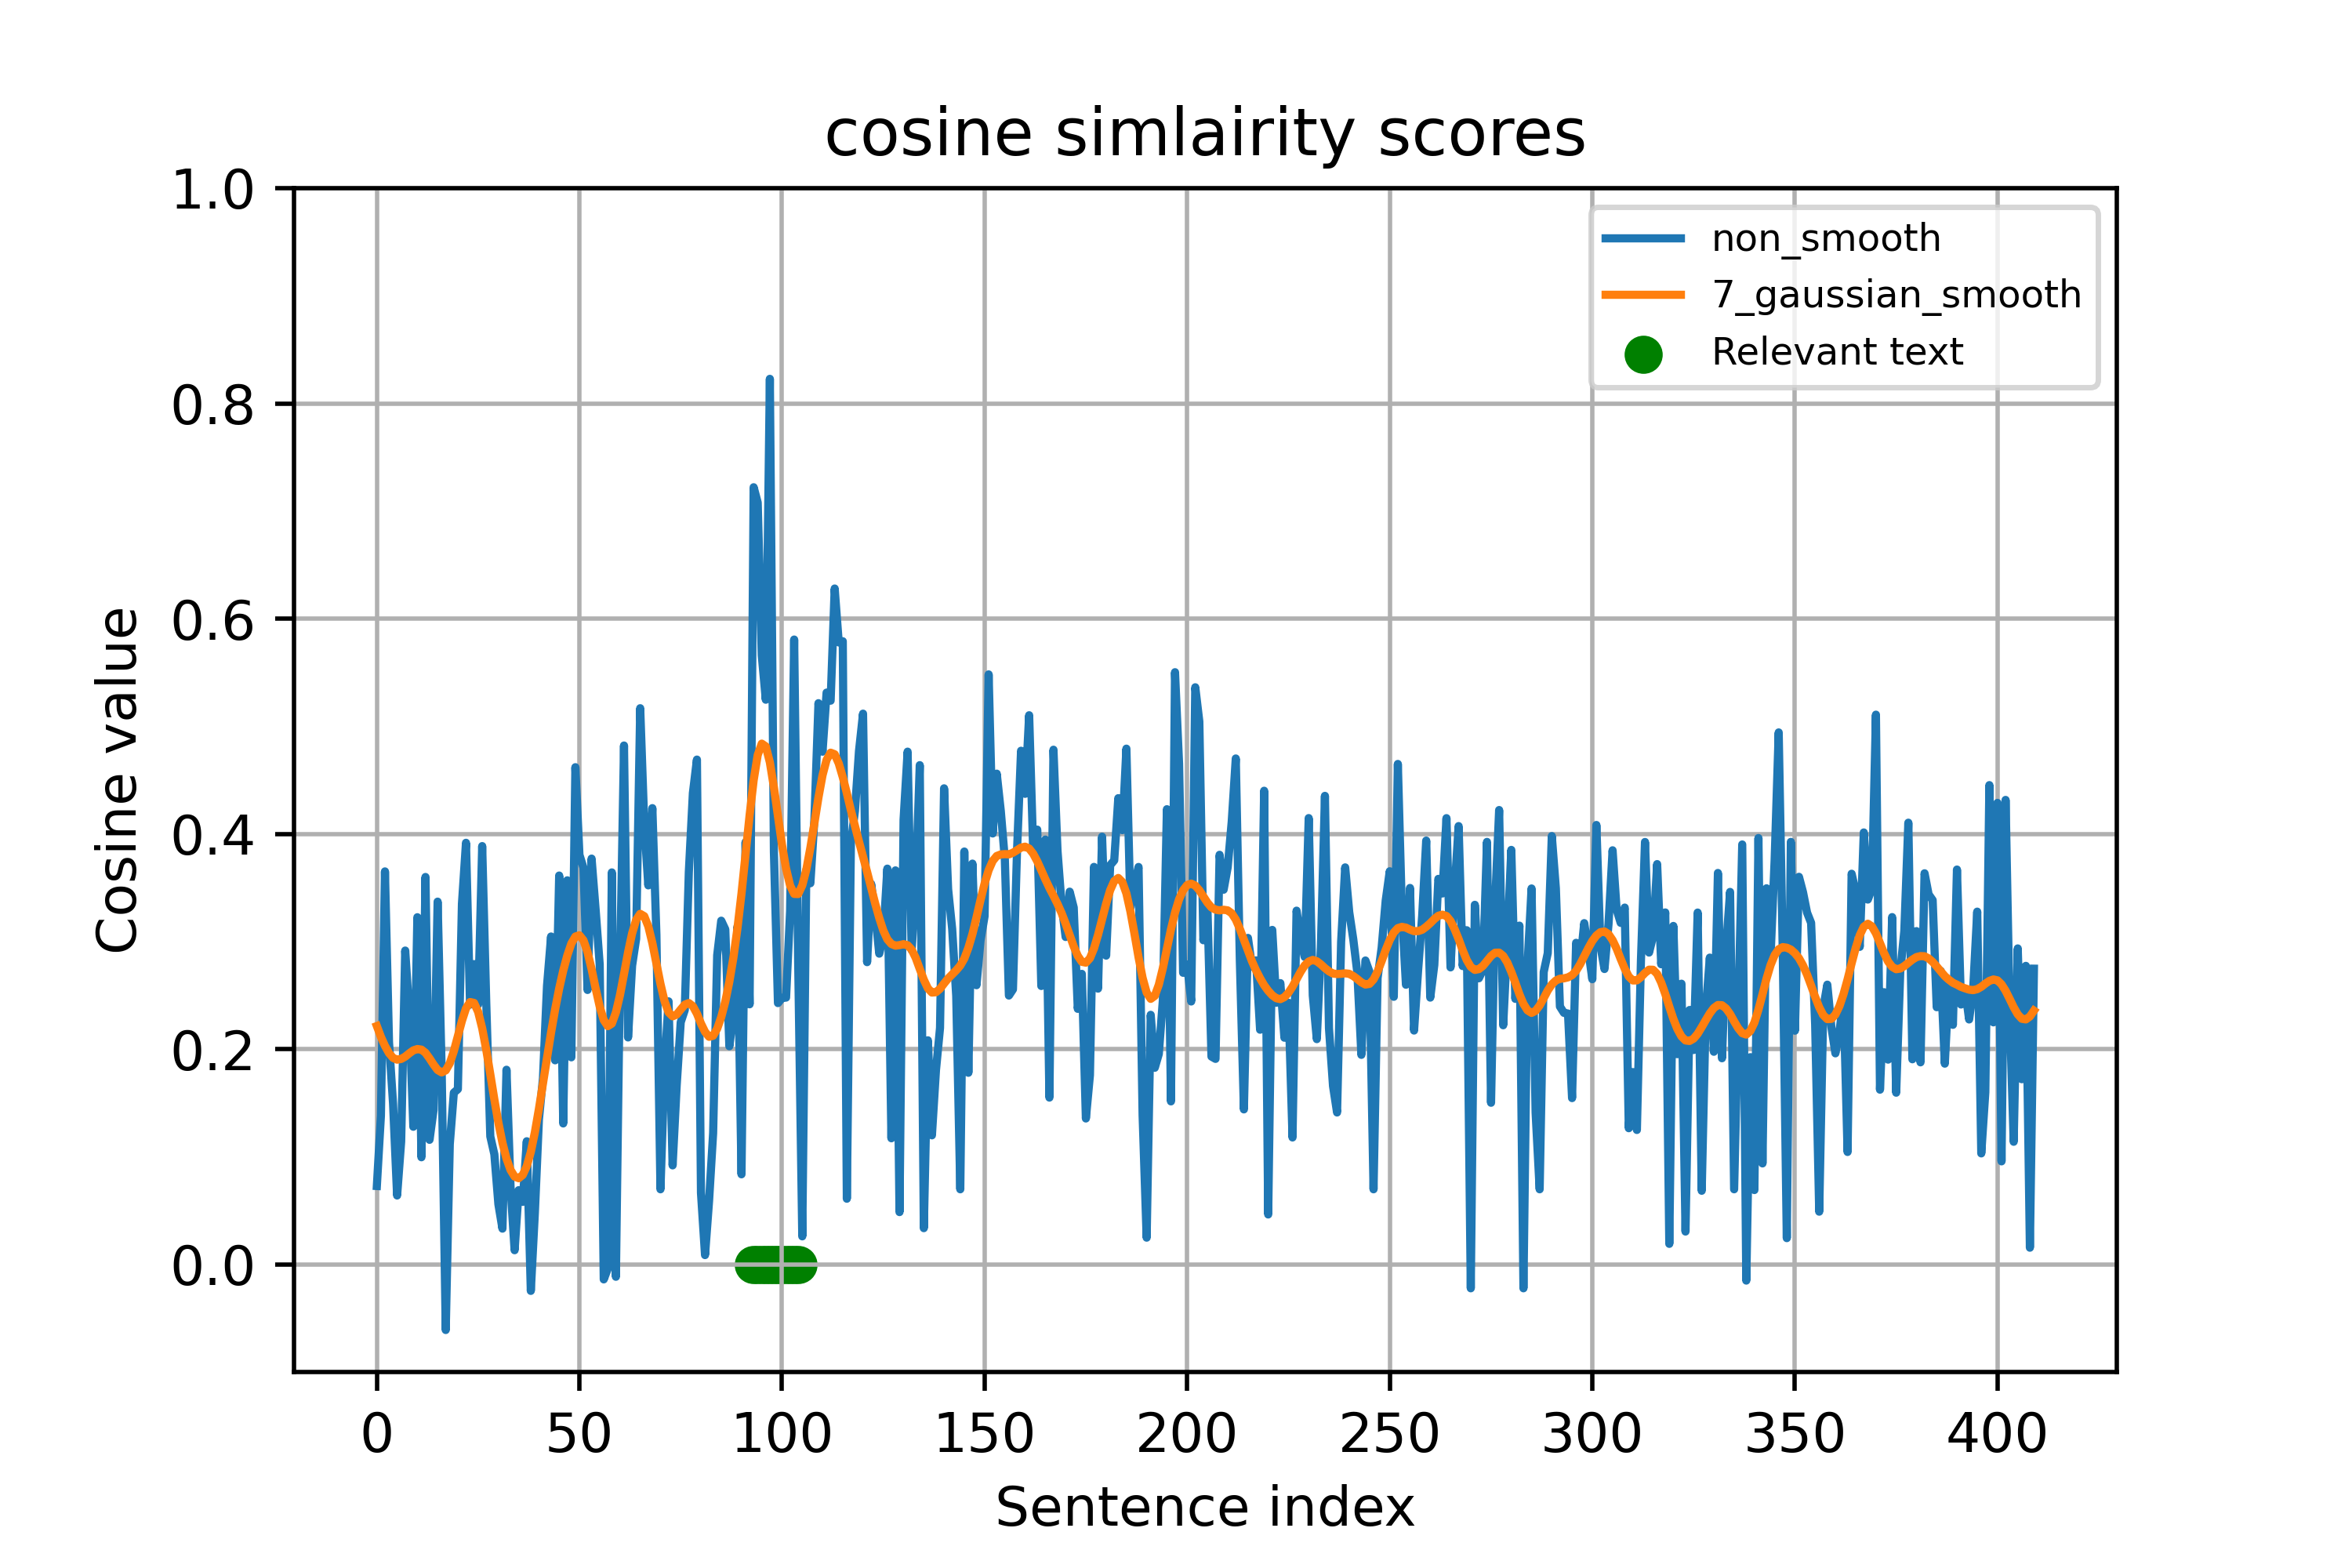 cosine simlairity scores
non_smooth
7_gaussian_smooth
Relevant text
Cosine value
1.0
0.8
0.6
0.4
0.2
0.0
0 50 100 150 200 250 300 350 400
Sentence index